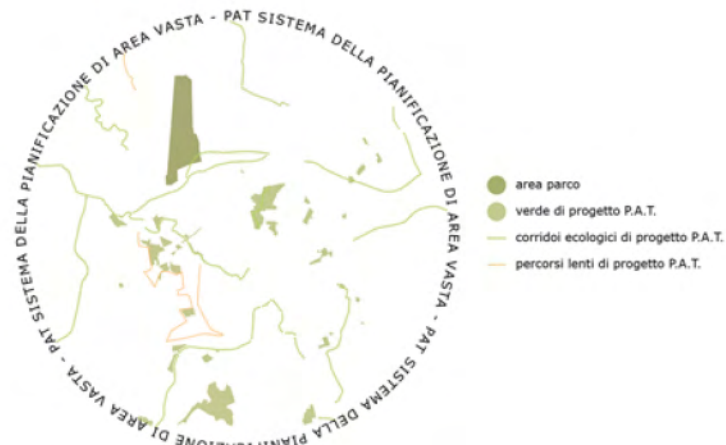 PAT SISTEMA DELLA PIANIFICAZIONE DI AREA VASTA - PAT SISTEMA DELLA PIANIFICAZIONE DI AREA VASTA - PAT SISTEMA DELLA PIANIFICAZIONE DI AREA VASTA -
area parco
verde di progetto P.A.T.
corridoi ecologici di progetto P.A.T.
percorsi lenti di progetto P.A.T.